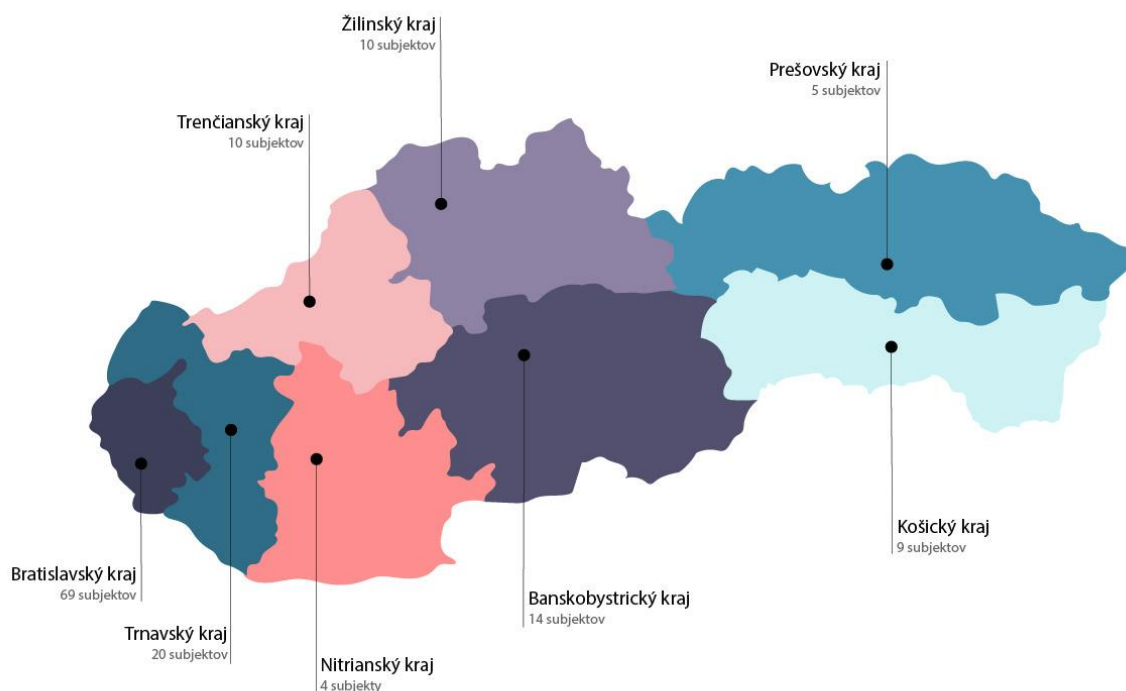 Žilinský kraj
10 subjektov
Prešovský kraj
5 subjektov
Trenčianský kraj
10 subjektov
Košický kraj
9 subjektov
Bratislavský kraj
69 subjektov
Banskobystrický kraj
14 subjektov
Trnavský kraj
20 subjektov
Nitrianský kraj
4 subjekty